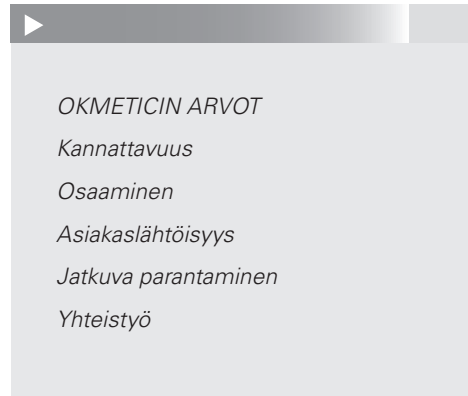 OKMETICIN ARVOT
Kannattavuus
Osaaminen
Asiakaslähtöisyys
Jatkuva parantaminen
Yhteistyö